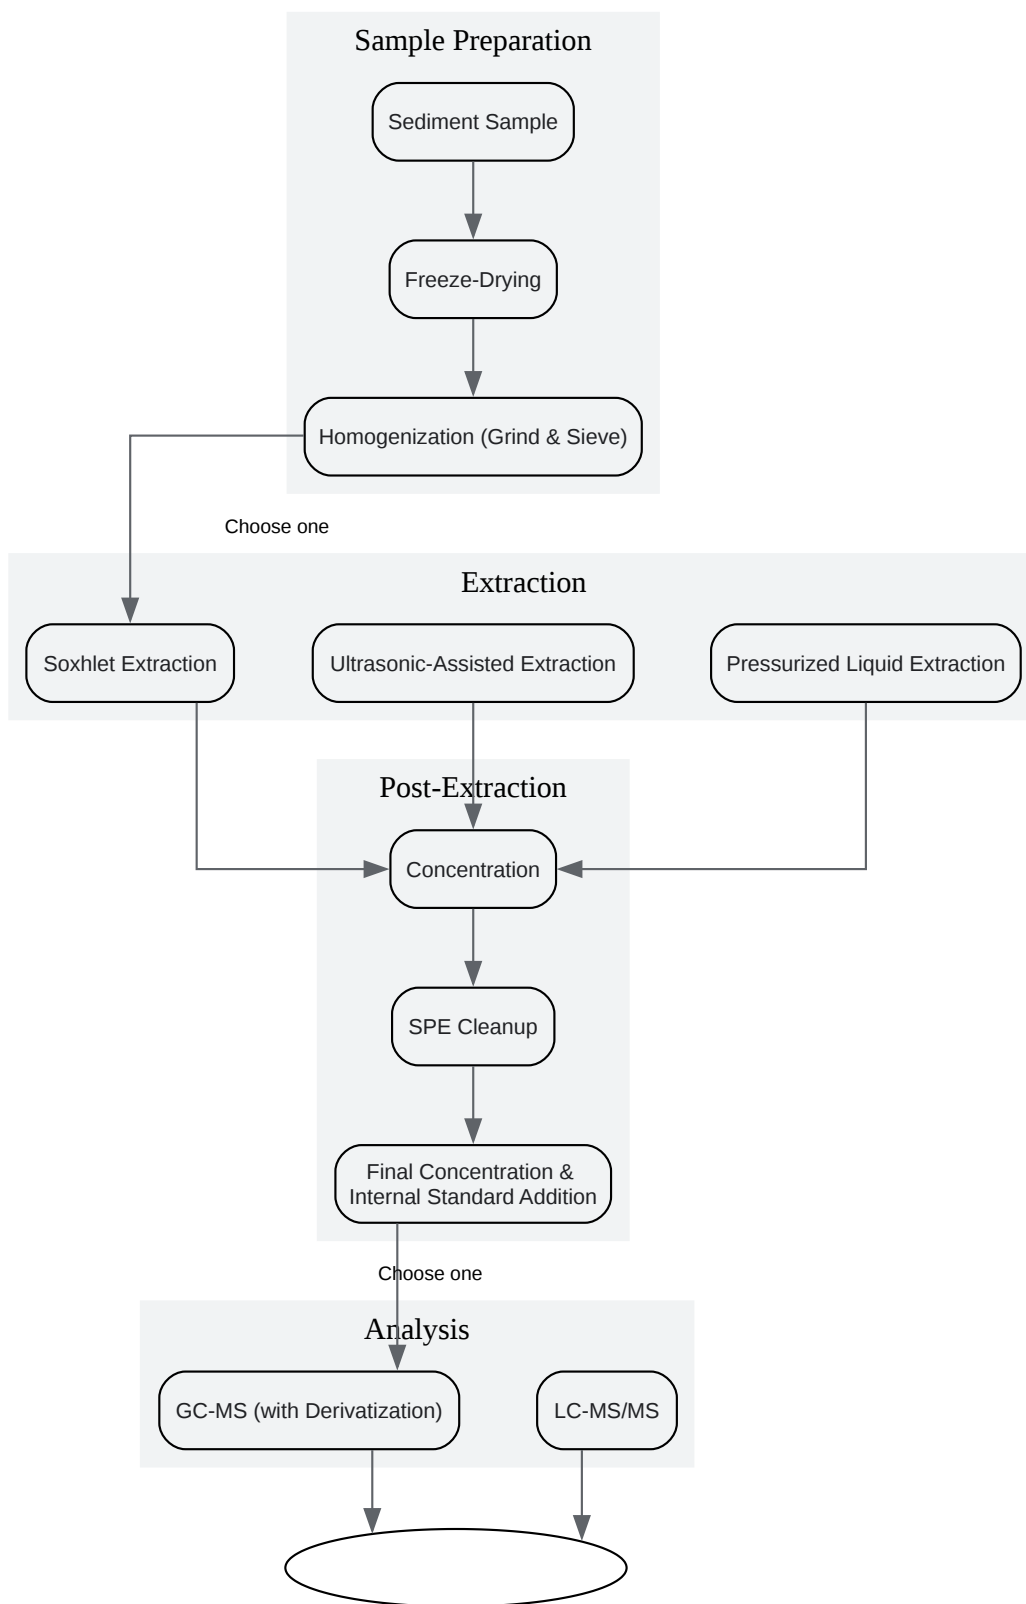 Sample Preparation
Sediment Sample
Freeze-Drying
Homogenization (Grind & Sieve)
Choose one
Extraction
Soxhlet Extraction
Ultrasonic-Assisted Extraction
Pressurized Liquid Extraction
Post-Extraction
Concentration
SPE Cleanup
Final Concentration &
Internal Standard Addition
Choose one
Analysis
GC-MS (with Derivatization)
LC-MS/MS